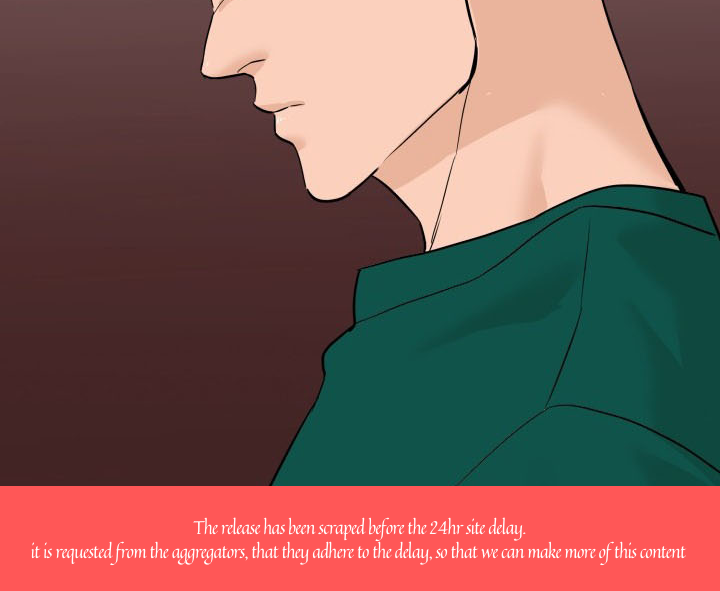 The release has been scraped before the 24hr site delay.
it is requested from the aggregators, that they adhere to the delay, so that we can make more of this content